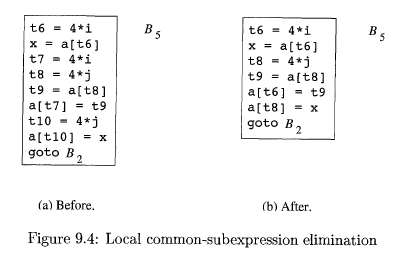 t6 = 4*i
x = a[t6]
t7 = 4*i
t8 = 4*j
t9 = a[t8]
a[t7] = t9
t10 = 4*j
a[t10] = x
goto B2
B5
t6 = 4*i
x = a[t6]
t8 = 4*j
t9 = a[t8]
a[t6] = t9
a[t8] = x
goto B2
B5
(a) Before.
(b) After.
Figure 9.4: Local common-subexpression elimination